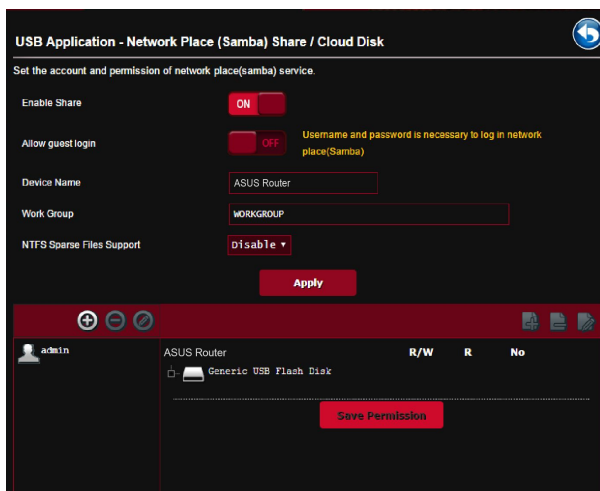 USB Application - Network Place (Samba) Share / Cloud Disk
Set the account and permission of network place(samba) service.
Enable Share
ON
Allow guest login
OFF
Username and password is necessary to log in network
place(Samba)
Device Name
ASUS Router
Work Group
WORKGROUP
NTFS Sparse Files Support
Disable
Apply
admin
ASUS Router
R/W R No
Generic USB Flash Disk
Save Permission